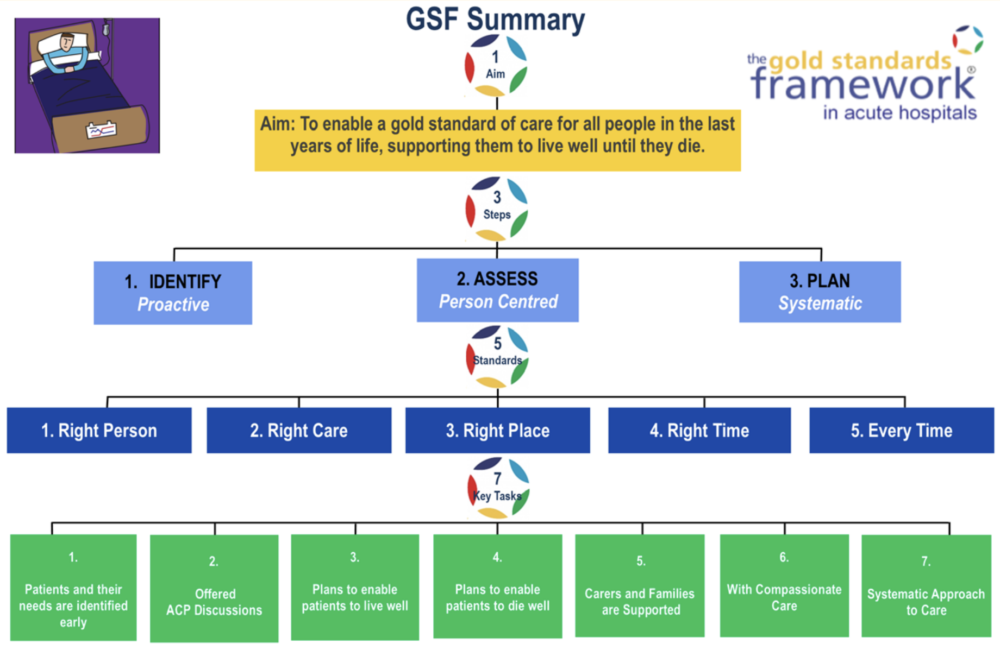 GSF Summary
1
Aim
the gold standards
framework®
in acute hospitals
Aim: To enable a gold standard of care for all people in the last
years of life, supporting them to live well until they die.
3
Steps
1. IDENTIFY
Proactive
2. ASSESS
Person Centred
3. PLAN
Systematic
5
Standards
1. Right Person
2. Right Care
3. Right Place
4. Right Time
5. Every Time
7
Key Tasks
1.
Patients and their
needs are identified
early
2.
Offered
ACP Discussions
3.
Plans to enable
patients to live well
4.
Plans to enable
patients to die well
5.
Carers and Families
are Supported
6.
With Compassionate
Care
7.
Systematic Approach
to Care